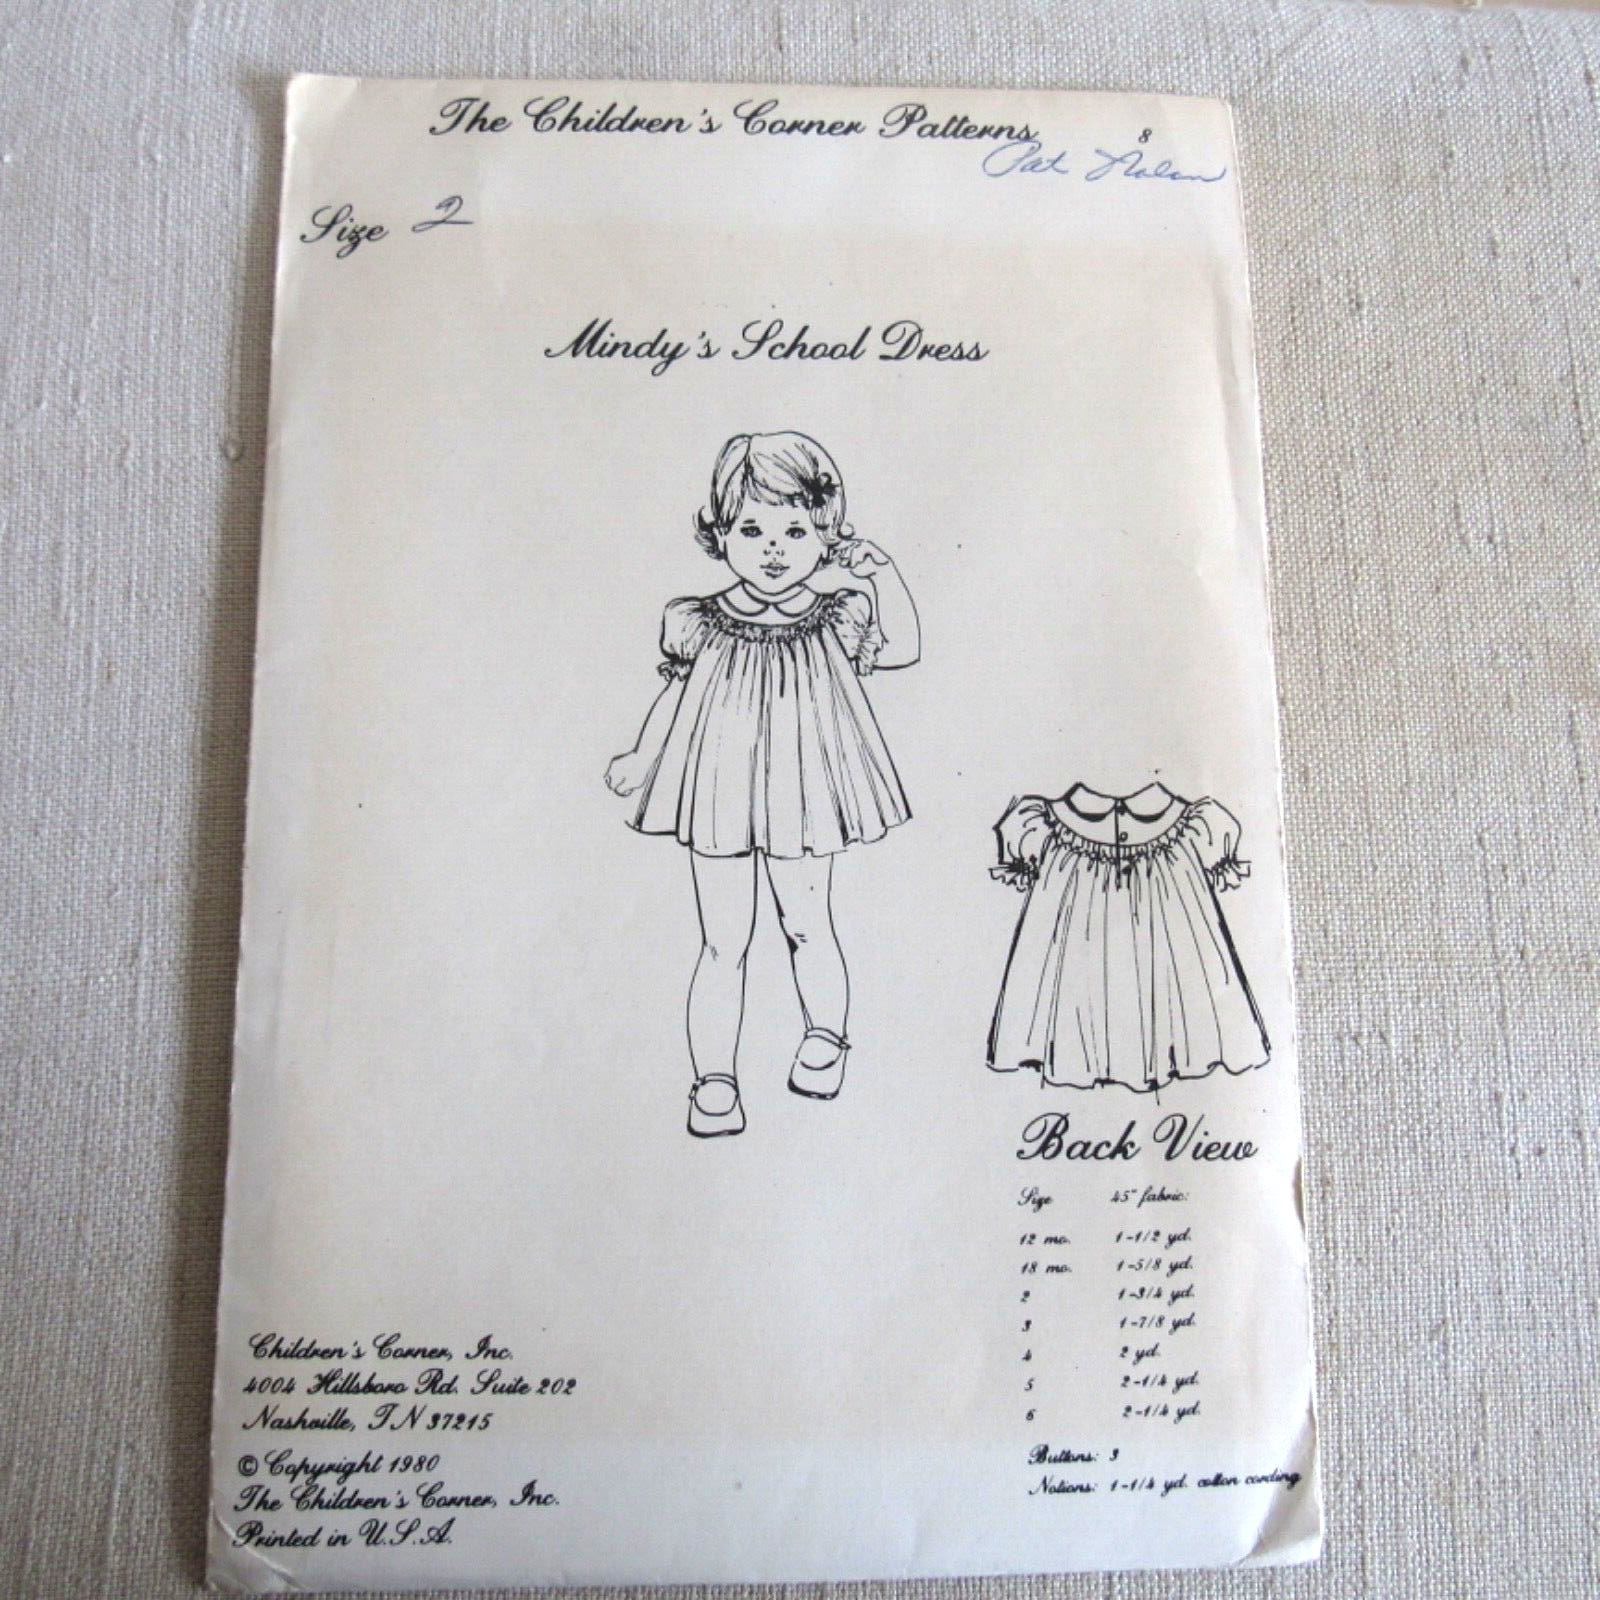 The Children's Corner Patterns
8
Pat Nolan
Size 2
Mindy's School Dress
Back View
Size 45" fabric:
12 mo. 1-1/2 yd.
18 mo. 1-5/8 yd.
2 1-3/4 yd.
3 1-7/8 yd.
4 2 yd.
5 2-1/4 yd.
6 2-1/4 yd.
Buttons: 3
Notions: 1-1/4 yd. cotton cording
Children's Corner, Inc.
4004 Hillsboro Rd. Suite 202
Nashville, TN 37215
© Copyright 1980
The Children's Corner, Inc.
Printed in U.S.A.